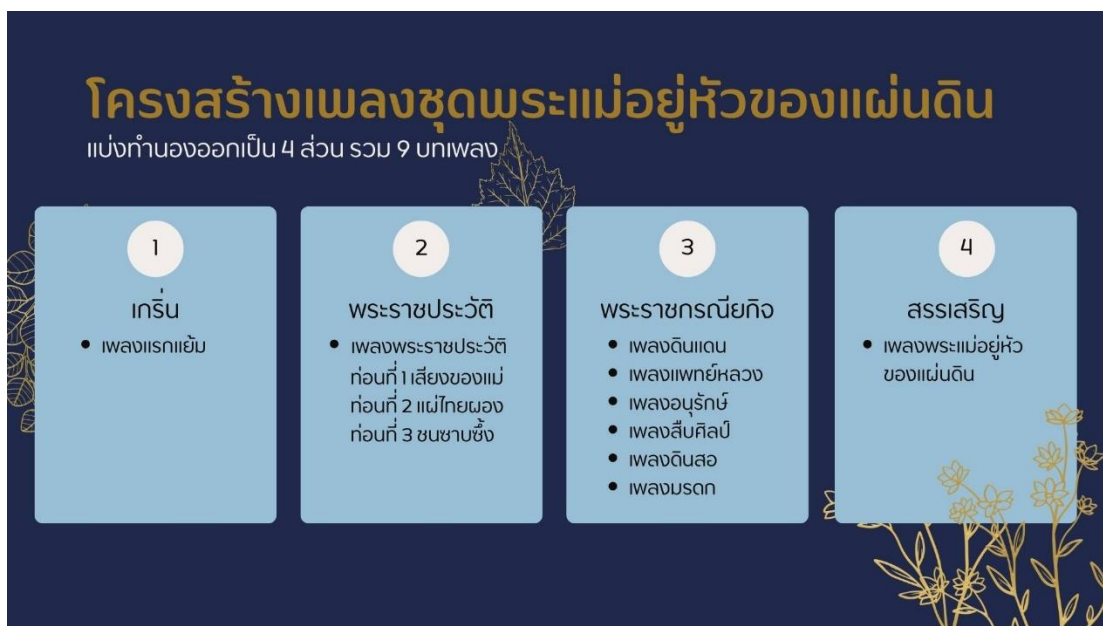 โครงสร้างเพลงชุดพระแม่อยู่หัวของแผ่นดิน
แบ่งทำนองออกเป็น 4 ส่วน รวม 9 บทเพลง
1
เกริ่น
• เพลงแรกแย้ม
2
พระราชประวัติ
• เพลงพระราชประวัติ
ท่อนที่ 1 เสียงของแม่
ท่อนที่ 2 แผ่ไทยผอง
ท่อนที่ 3 ชนซาบซึ้ง
3
พระราชกรณียกิจ
• เพลงดินแดน
• เพลงแพทย์หลวง
• เพลงอนุรักษ์
• เพลงสืบศิลป์
• เพลงดินสอ
• เพลงมรดก
4
สรรเสริญ
• เพลงพระแม่อยู่หัว
ของแผ่นดิน